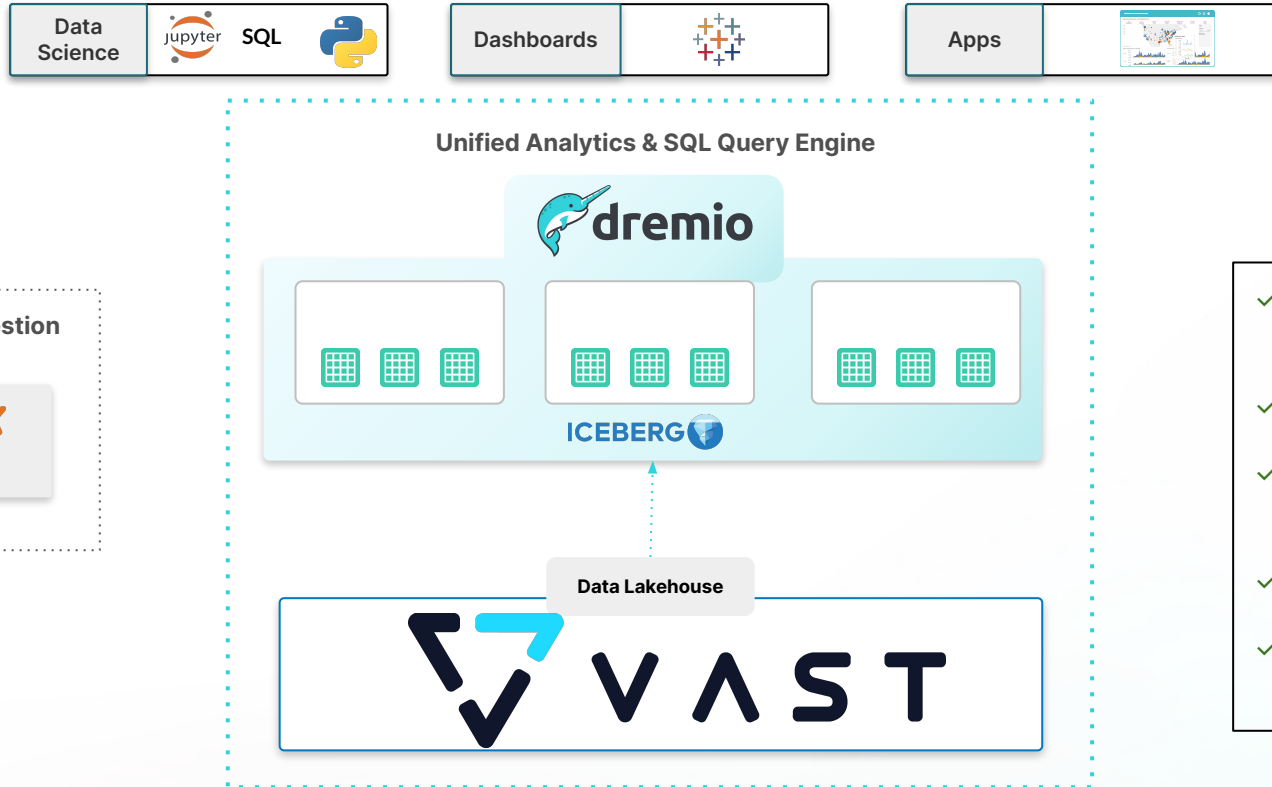 Data
Science
jupyter
SQL
Dashboards
Apps
Unified Analytics & SQL Query Engine
dremio
stion
ICEBERG
Data Lakehouse
VAST